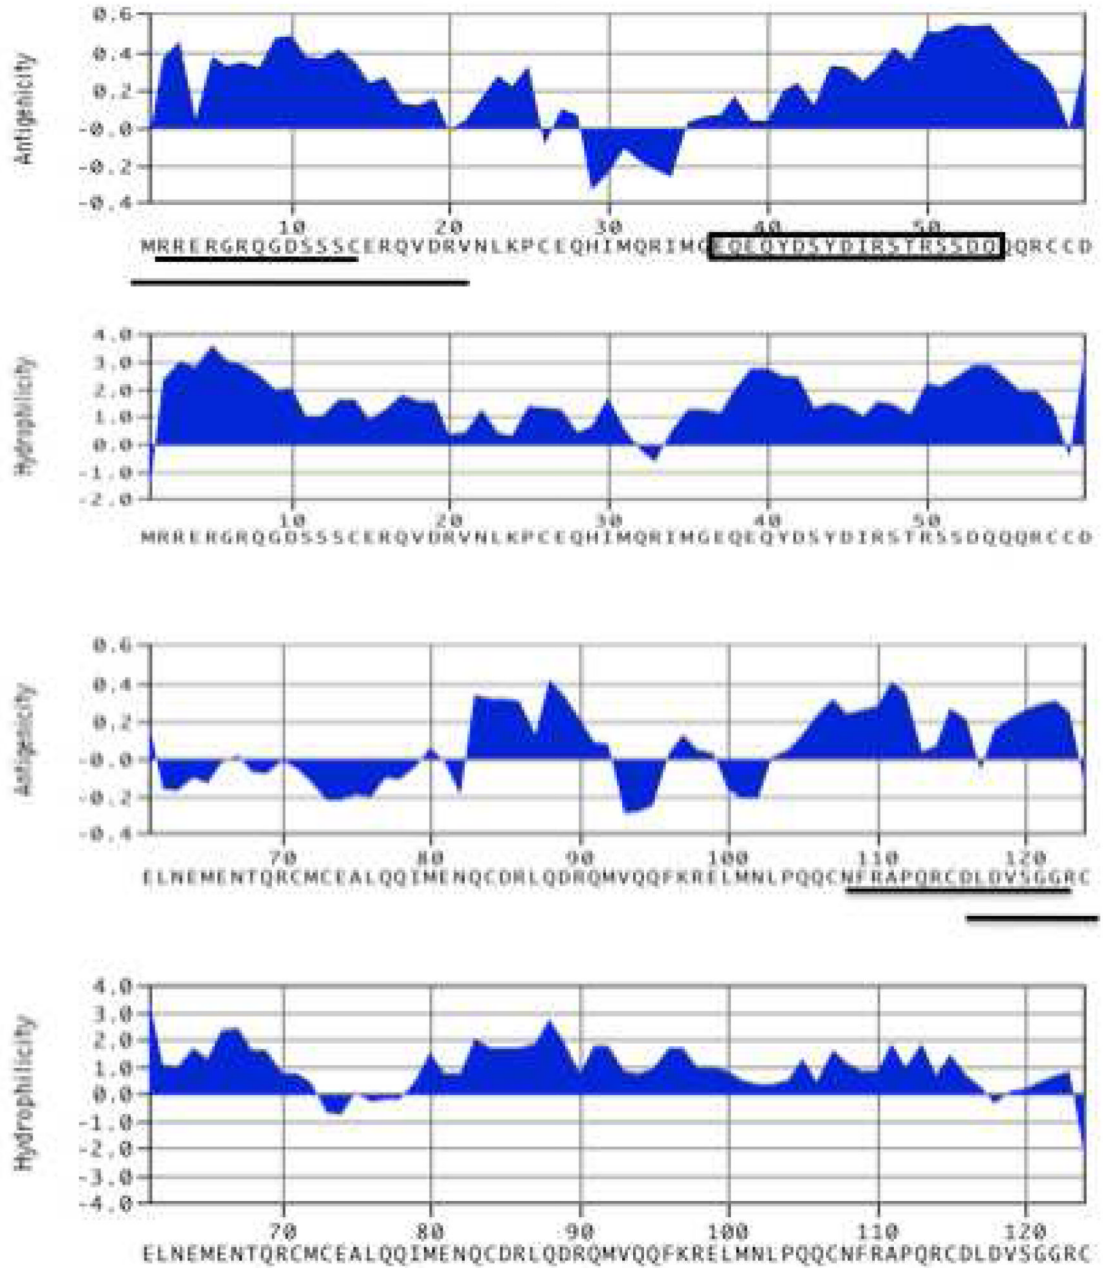 Antigenicity
0.6
0.4
0.2
-0.0
-0.2
-0.4
10 20 30 40 50
MRRERGRQGDSSSCERQVDRVNLKPCEQHIMQRIMGEQEQYDSYDIRSTRSSDQQQRCCD
Hydrophilicity
4.0
3.0
2.0
1.0
0.0
-1.0
-2.0
10 20 30 40 50
MRRERGRQGDSSSCERQVDRVNLKPCEQHIMQRIMGEQEQYDSYDIRSTRSSDQQQRCCD
Antigenicity
0.6
0.4
0.2
-0.0
-0.2
-0.4
70 80 90 100 110 120
ELNEMENTQRCMCEALQQIMENQCDRLQDRQMVQQFKRELMNLPQQCNFRAPQRCDLDVSGGRC
Hydrophilicity
4.0
3.0
2.0
1.0
0.0
-1.0
-2.0
-3.0
-4.0
70 80 90 100 110 120
ELNEMENTQRCMCEALQQIMENQCDRLQDRQMVQQFKRELMNLPQQCNFRAPQRCDLDVSGGRC